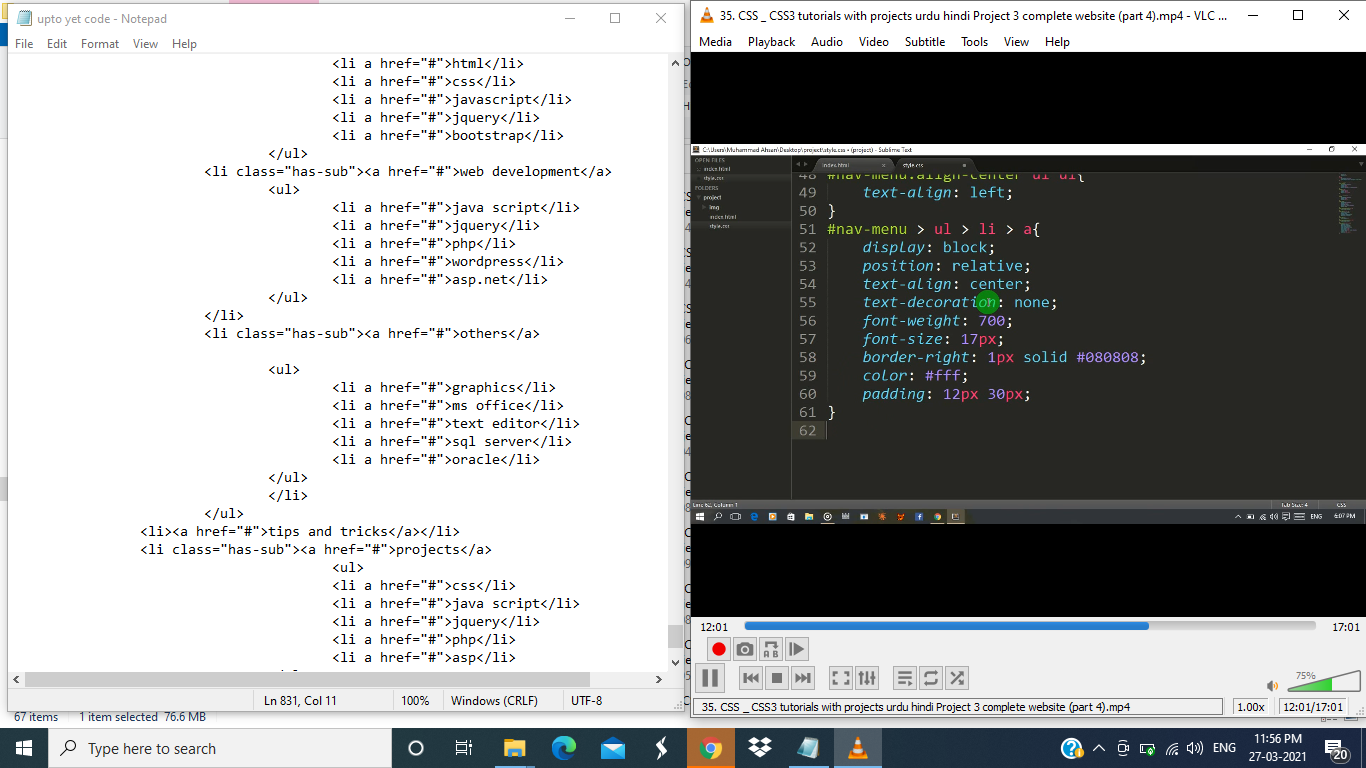 upto yet code - Notepad
File Edit Format View Help
<li a href="#">html</li>
<li a href="#">css</li>
<li a href="#">javascript</li>
<li a href="#">jquery</li>
<li a href="#">bootstrap</li>
</ul>
<li class="has-sub"><a href="#">web development</a>
<ul>
<li a href="#">java script</li>
<li a href="#">jquery</li>
<li a href="#">php</li>
<li a href="#">wordpress</li>
<li a href="#">asp.net</li>
</ul>
</li>
<li class="has-sub"><a href="#">others</a>
<ul>
<li a href="#">graphics</li>
<li a href="#">ms office</li>
<li a href="#">text editor</li>
<li a href="#">sql server</li>
<li a href="#">oracle</li>
</ul>
</li>
</ul>
<li><a href="#">tips and tricks</a></li>
<li class="has-sub"><a href="#">projects</a>
<ul>
<li a href="#">css</li>
<li a href="#">java script</li>
<li a href="#">jquery</li>
<li a href="#">php</li>
<li a href="#">asp</li>
Ln 831, Col 11 100% Windows (CRLF) UTF-8
67 items 1 item selected 76.6 MB
35. CSS _ CSS3 tutorials with projects urdu hindi Project 3 complete website (part 4).mp4 - VLC ...
Media Playback Audio Video Subtitle Tools View Help
C:\Users\Muhammad Ahsan\Desktop\project\style.css • (project) - Sublime Text
OPEN FILES
index.html
style.css
FOLDERS
project
img
index.html
style.css
index.html style.css
48 #nav-menu.align-center ul ul{
49 text-align: left;
50 }
51 #nav-menu > ul > li > a{
52 display: block;
53 position: relative;
54 text-align: center;
55 text-decoration: none;
56 font-weight: 700;
57 font-size: 17px;
58 border-right: 1px solid #080808;
59 color: #fff;
60 padding: 12px 30px;
61 }
62
Line 62, Column 1 Tab Size: 4 CSS
ENG 6:07 PM
12:01 17:01
A B
75%
35. CSS _ CSS3 tutorials with projects urdu hindi Project 3 complete website (part 4).mp4 1.00x 12:01/17:01
Type here to search
ENG 11:56 PM
27-03-2021
20